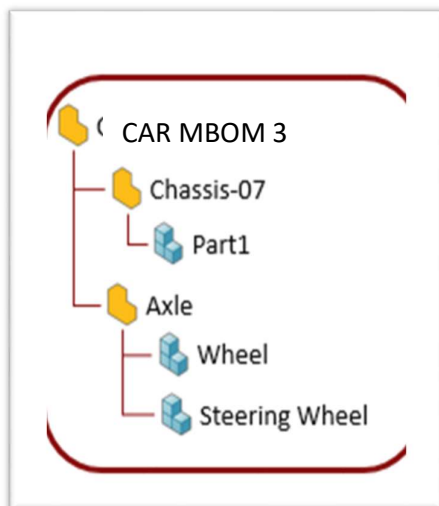 CAR MBOM 3
Chassis-07
Part1
Axle
Wheel
Steering Wheel